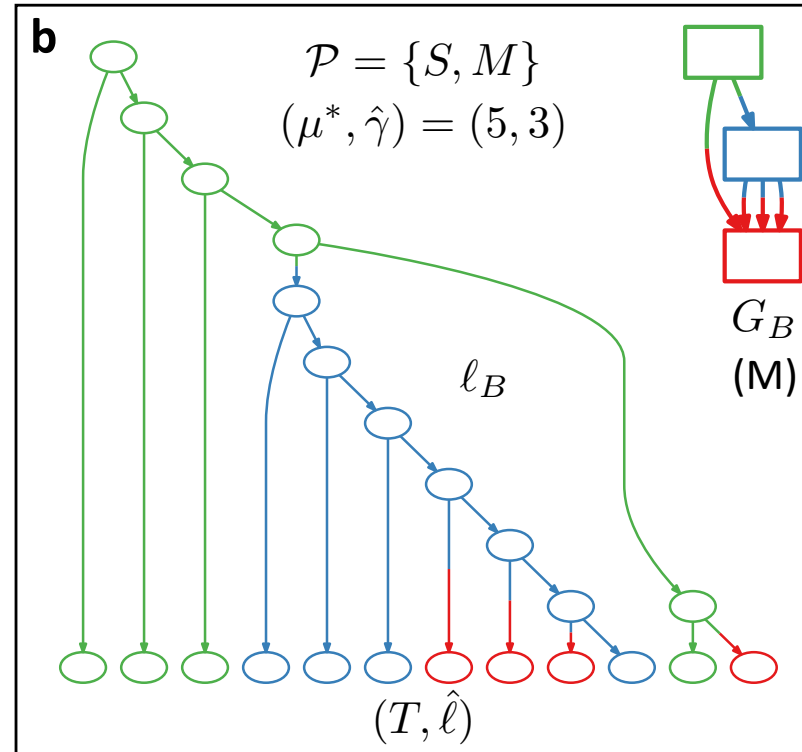 b
𝒫 = {S, M}
(μ*, γ̂) = (5, 3)
G_B
(M)
ℓ_B
(T, ℓ̂)